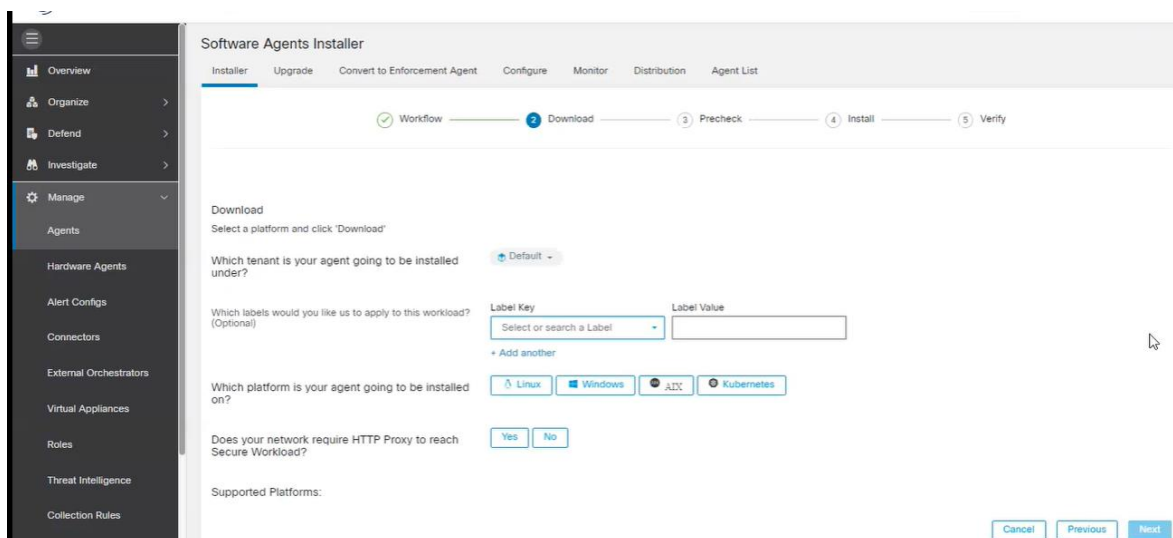 Software Agents Installer
Installer Upgrade Convert to Enforcement Agent Configure Monitor Distribution Agent List
Workflow 2 Download 3 Precheck 4 Install 5 Verify
Overview
Organize
Defend
Investigate
Manage
Agents
Hardware Agents
Alert Configs
Connectors
External Orchestrators
Virtual Appliances
Roles
Threat Intelligence
Collection Rules
Download
Select a platform and click 'Download'
Which tenant is your agent going to be installed
under?
Default
Which labels would you like us to apply to this workload?
(Optional)
Label Key Label Value
Select or search a Label
+ Add another
Which platform is your agent going to be installed
on?
Linux Windows AIX Kubernetes
Does your network require HTTP Proxy to reach
Secure Workload?
Yes No
Supported Platforms:
Cancel Previous Next